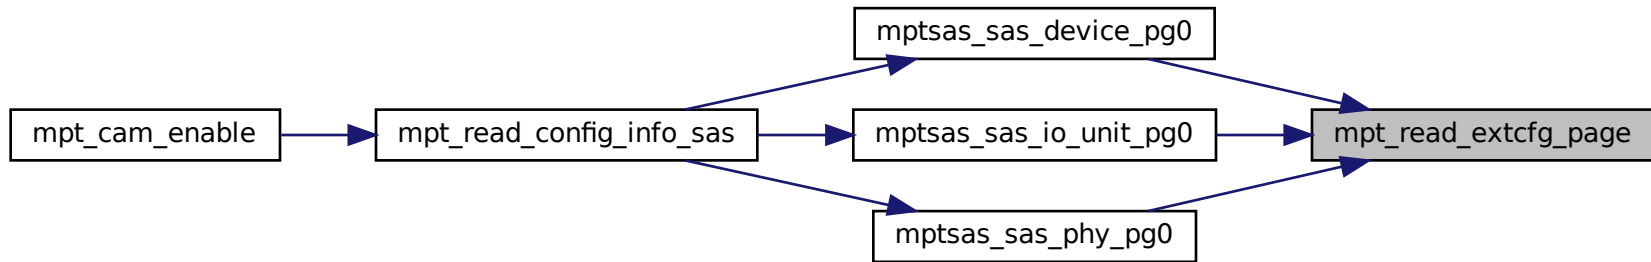 mptsas_sas_device_pg0
mpt_cam_enable
mpt_read_config_info_sas
mptsas_sas_io_unit_pg0
mpt_read_extcfg_page
mptsas_sas_phy_pg0